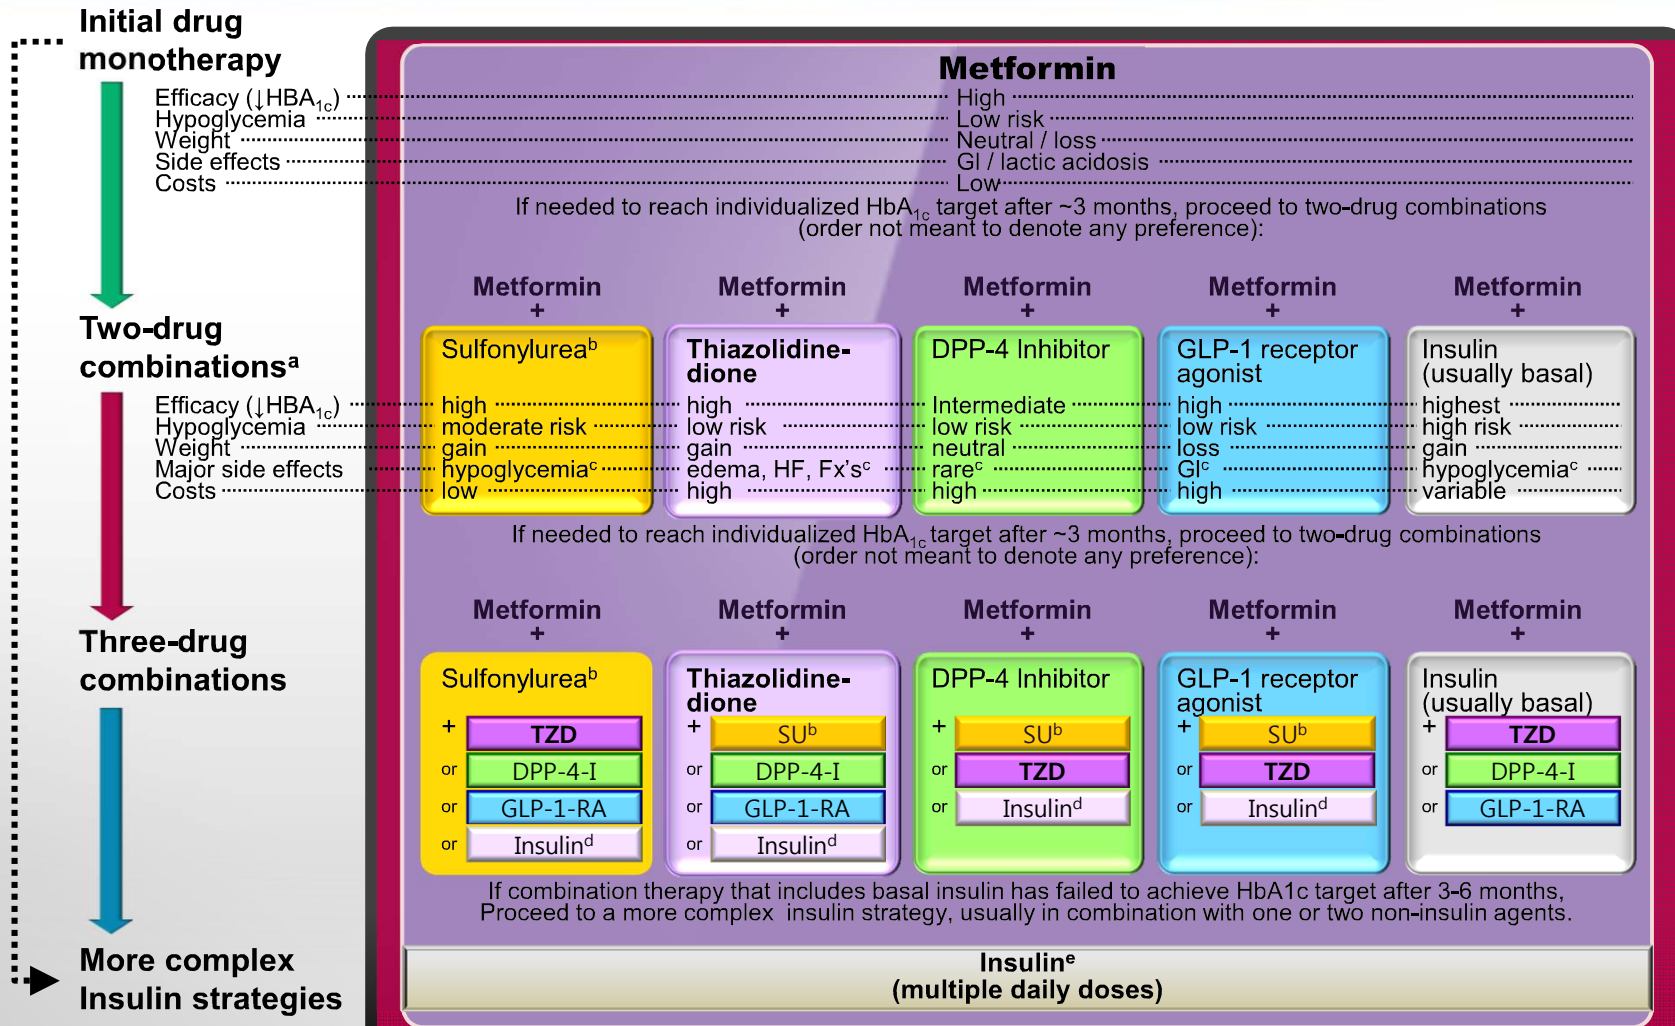 Initial drug
monotherapy
Metformin
Efficacy (↓HBA1c) High
Hypoglycemia Low risk
Weight Neutral / loss
Side effects GI / lactic acidosis
Costs Low
If needed to reach individualized HbA1c target after ~3 months, proceed to two-drug combinations
(order not meant to denote any preference):
Metformin Metformin Metformin Metformin Metformin
+ + + + +
Two-drug
combinationsᵃ
Sulfonylureaᵇ
Thiazolidine-
dione
DPP-4 Inhibitor
GLP-1 receptor
agonist
Insulin
(usually basal)
Efficacy (↓HBA1c) high high Intermediate high highest
Hypoglycemia moderate risk low risk low risk low risk high risk
Weight gain gain neutral loss gain
Major side effects hypoglycemiaᶜ edema, HF, Fx'sᶜ rareᶜ GIᶜ hypoglycemiaᶜ
Costs low high high high variable
If needed to reach individualized HbA1c target after ~3 months, proceed to two-drug combinations
(order not meant to denote any preference):
Metformin Metformin Metformin Metformin Metformin
+ + + + +
Three-drug
combinations
Sulfonylureaᵇ
+ TZD
or DPP-4-I
or GLP-1-RA
or Insulinᵈ
Thiazolidine-
dione
+ SUᵇ
or DPP-4-I
or GLP-1-RA
or Insulinᵈ
DPP-4 Inhibitor
+ SUᵇ
or TZD
or Insulinᵈ
GLP-1 receptor
agonist
+ SUᵇ
or TZD
or Insulinᵈ
Insulin
(usually basal)
+ TZD
or DPP-4-I
or GLP-1-RA
If combination therapy that includes basal insulin has failed to achieve HbA1c target after 3-6 months,
Proceed to a more complex insulin strategy, usually in combination with one or two non-insulin agents.
More complex
Insulin strategies
Insulinᵉ
(multiple daily doses)